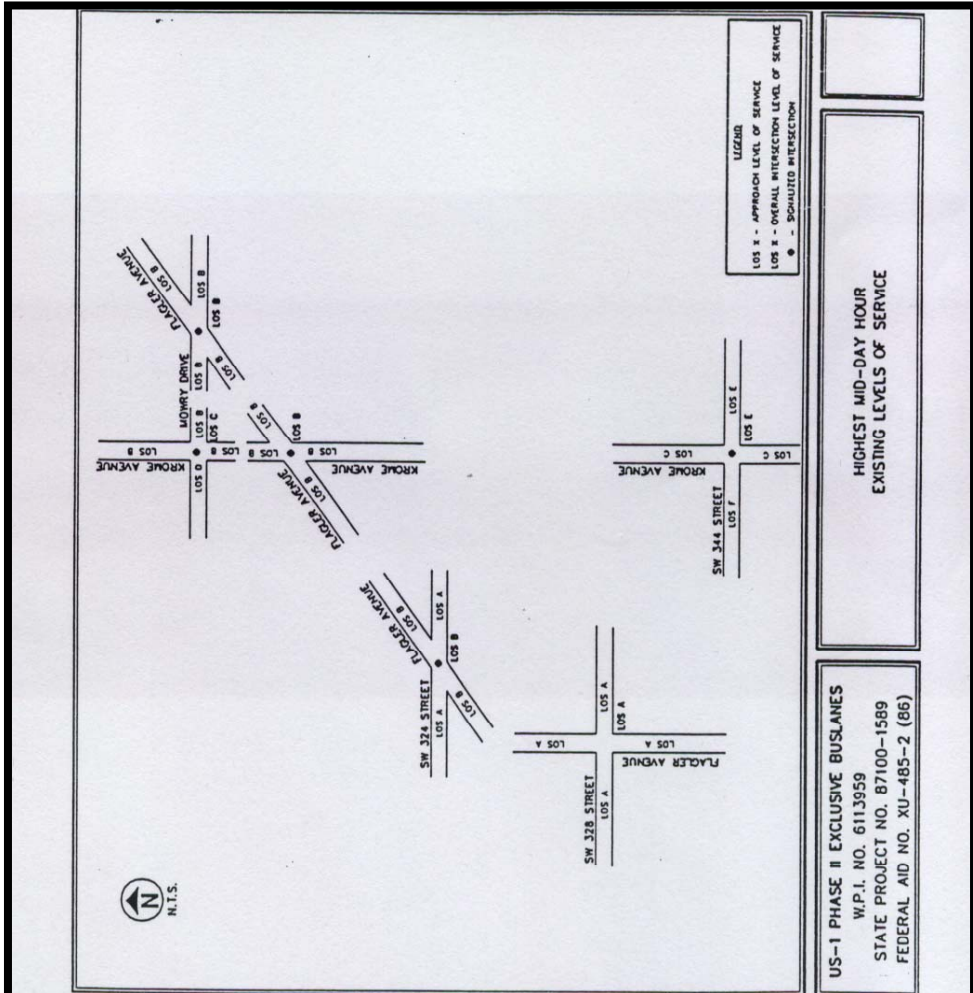 FLAGLER AVENUE
LOS B
LOS B
LOS B
MOWRY DRIVE
LOS B
LOS B
KROME AVENUE
LOS B
LOS B
LOS C
LOS D
LOS B
LOS B
LOS B
LOS B
KROME AVENUE
LOS B
LOS B
FLAGLER AVENUE
FLAGLER AVENUE
LOS B
SW 324 STREET
LOS A
LOS A
LOS B
LOS B
SW 328 STREET
LOS A
LOS A
LOS A
LOS A
LOS A
FLAGLER AVENUE
KROME AVENUE
LOS C
LOS E
LOS E
SW 344 STREET
LOS F
LOS C
N
N.T.S.
LEGEND
LOS X - APPROACH LEVEL OF SERVICE
LOS X - OVERALL INTERSECTION LEVEL OF SERVICE
● - SIGNALIZED INTERSECTION
US-1 PHASE II EXCLUSIVE BUSLANES
W.P.I. NO. 6113959
STATE PROJECT NO. 87100-1589
FEDERAL AID NO. XU-485-2 (86)
HIGHEST MID-DAY HOUR
EXISTING LEVELS OF SERVICE